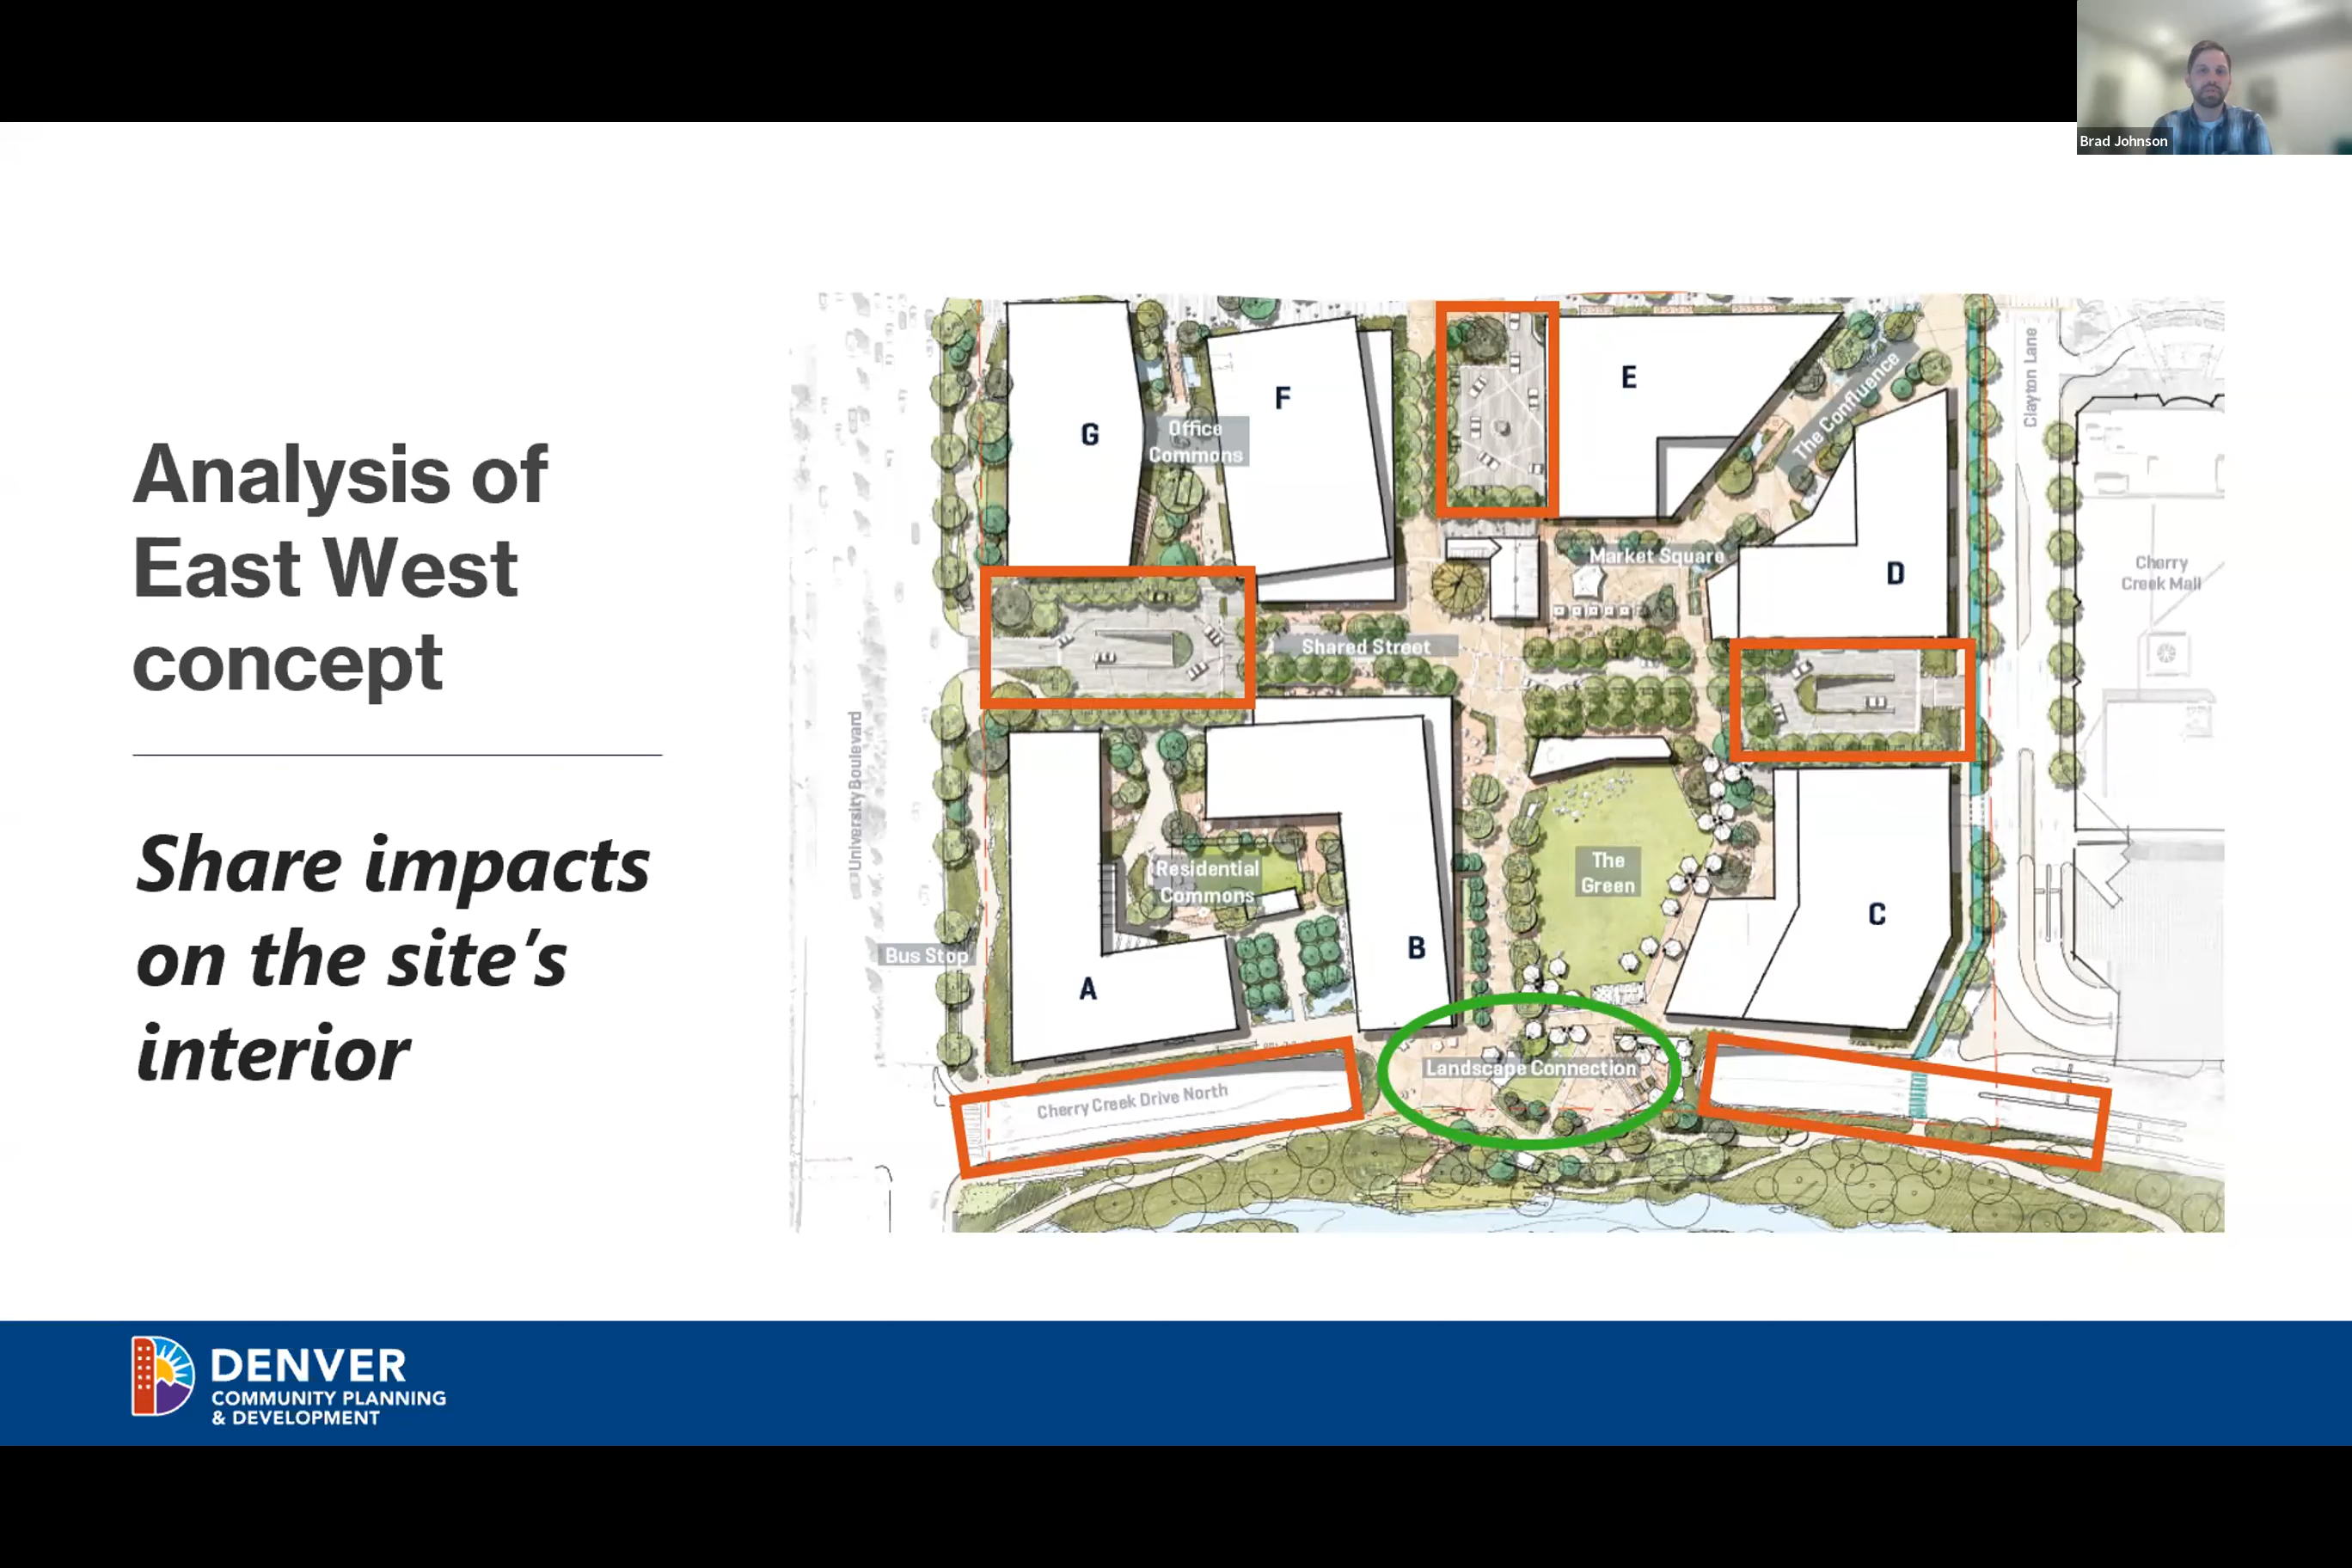 Brad Johnson
Analysis of
East West
concept
Share impacts
on the site's
interior
G
F
E
Office
Commons
The Confluence
Clayton Lane
Market Square
D
Cherry
Creek Mall
Shared Street
University Boulevard
The
Green
Residential
Commons
C
B
Bus Stop
A
Landscape Connection
Cherry Creek Drive North
DENVER
COMMUNITY PLANNING
& DEVELOPMENT